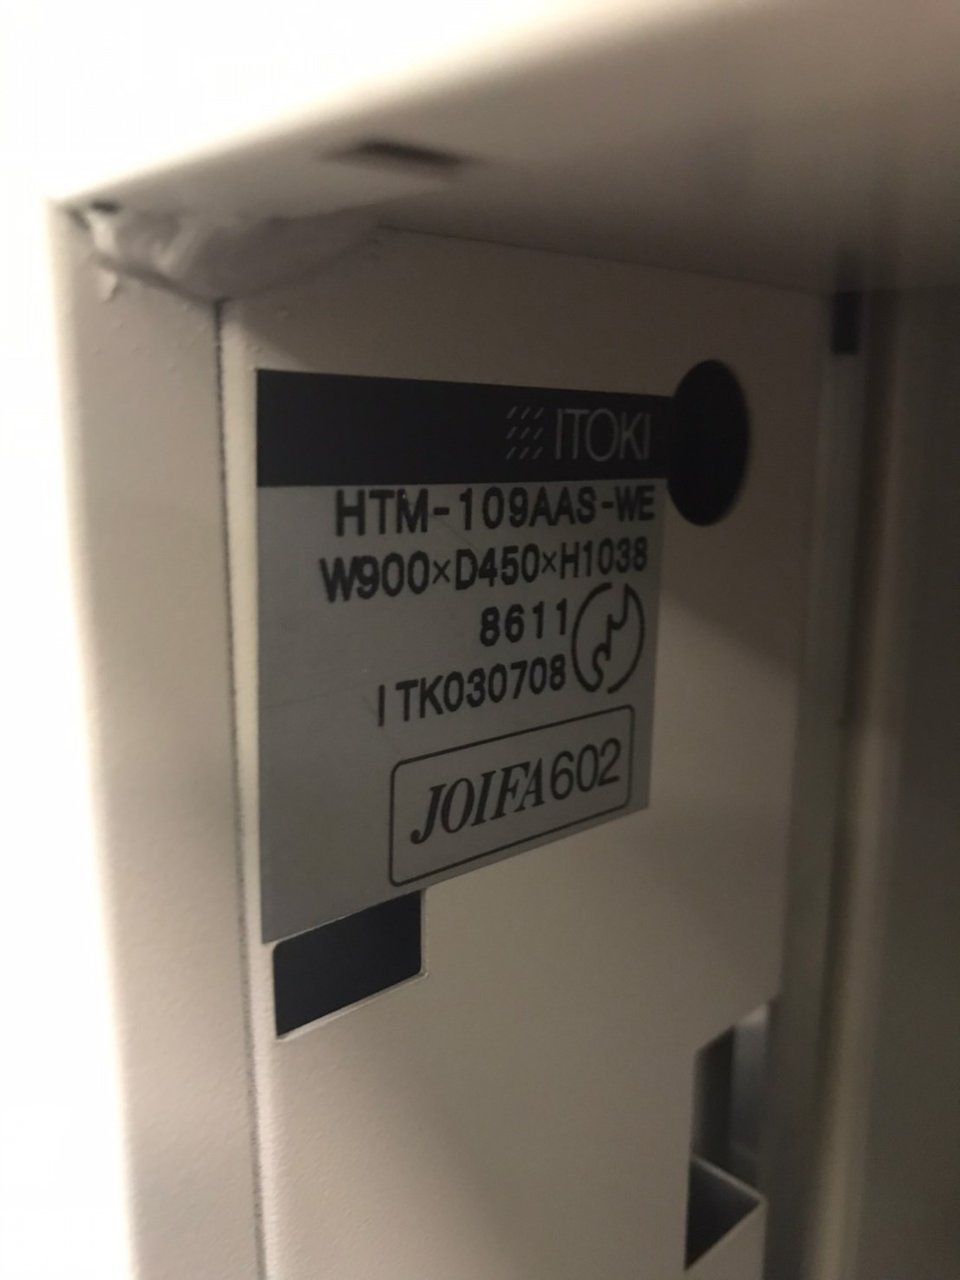 ITOKI
HTM-109AAS-WE
W900×D450×H1038
8611
ITK030708
JOIFA602